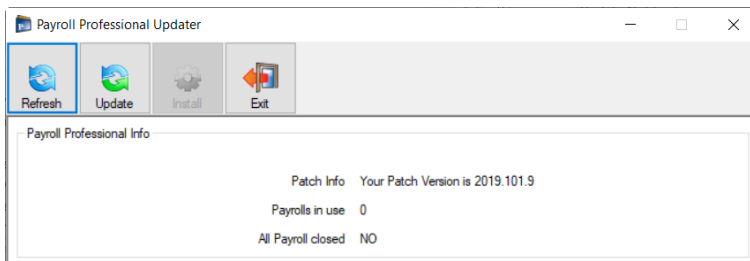 Payroll Professional Updater
Refresh Update Install Exit
Payroll Professional Info
Patch Info Your Patch Version is 2019.101.9
Payrolls in use 0
All Payroll closed NO